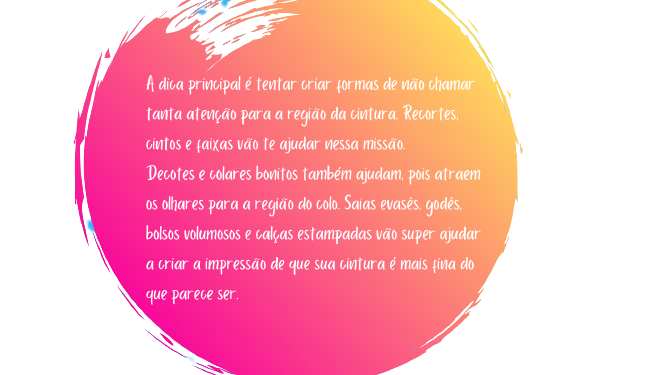 A dica principal é tentar criar formas de não chamar
tanta atenção para a região da cintura. Recortes,
cintos e faixas vão te ajudar nessa missão.
Decotes e colares bonitos também ajudam, pois atraem
os olhares para a região do colo. Saias evasês, godês,
bolsos volumosos e calças estampadas vão super ajudar
a criar a impressão de que sua cintura é mais fina do
que parece ser.